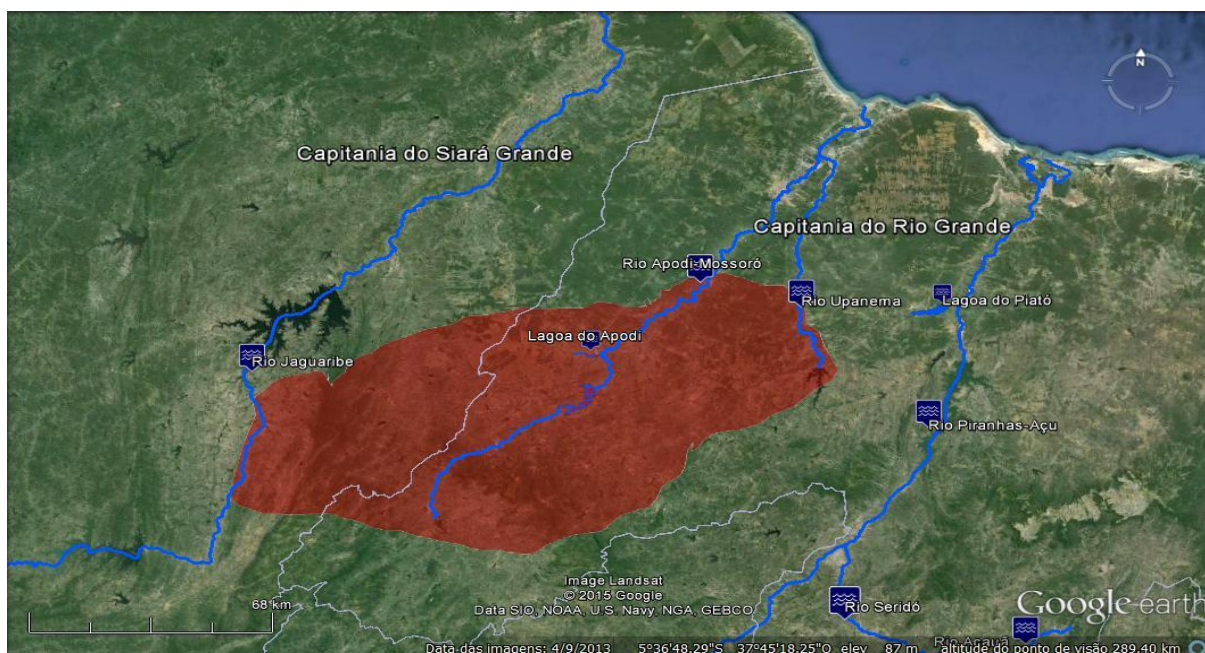 N
Capitania do Siará Grande
Capitania do Rio Grande
Rio Apodi-Mossoró
Rio Upanema
Lagoa do Piató
Lagoa do Apodi
Rio Jaguaribe
Rio Piranhas-Açu
Image Landsat
© 2015 Google
Data SIO, NOAA, U.S. Navy, NGA, GEBCO
68 km
Rio Seridó
Google earth
Rio Acauã
Data das imagens: 4/9/2013 5°36'48.29"S 37°45'18.25"O elev 87 m altitude do ponto de visão 289.40 km